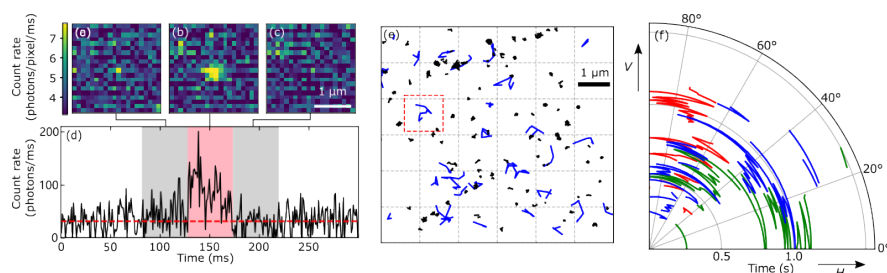 Count rate
(photons/pixel/ms)
7
6
5
4
(a)
(b)
(c)
1 μm
Count rate
(photons/ms)
200
100
0
(d)
0
50
100
150
200
250
Time (ms)
(e)
1 μm
(f)
V
80°
60°
40°
20°
0°
0.5
1.0
Time (s)
H